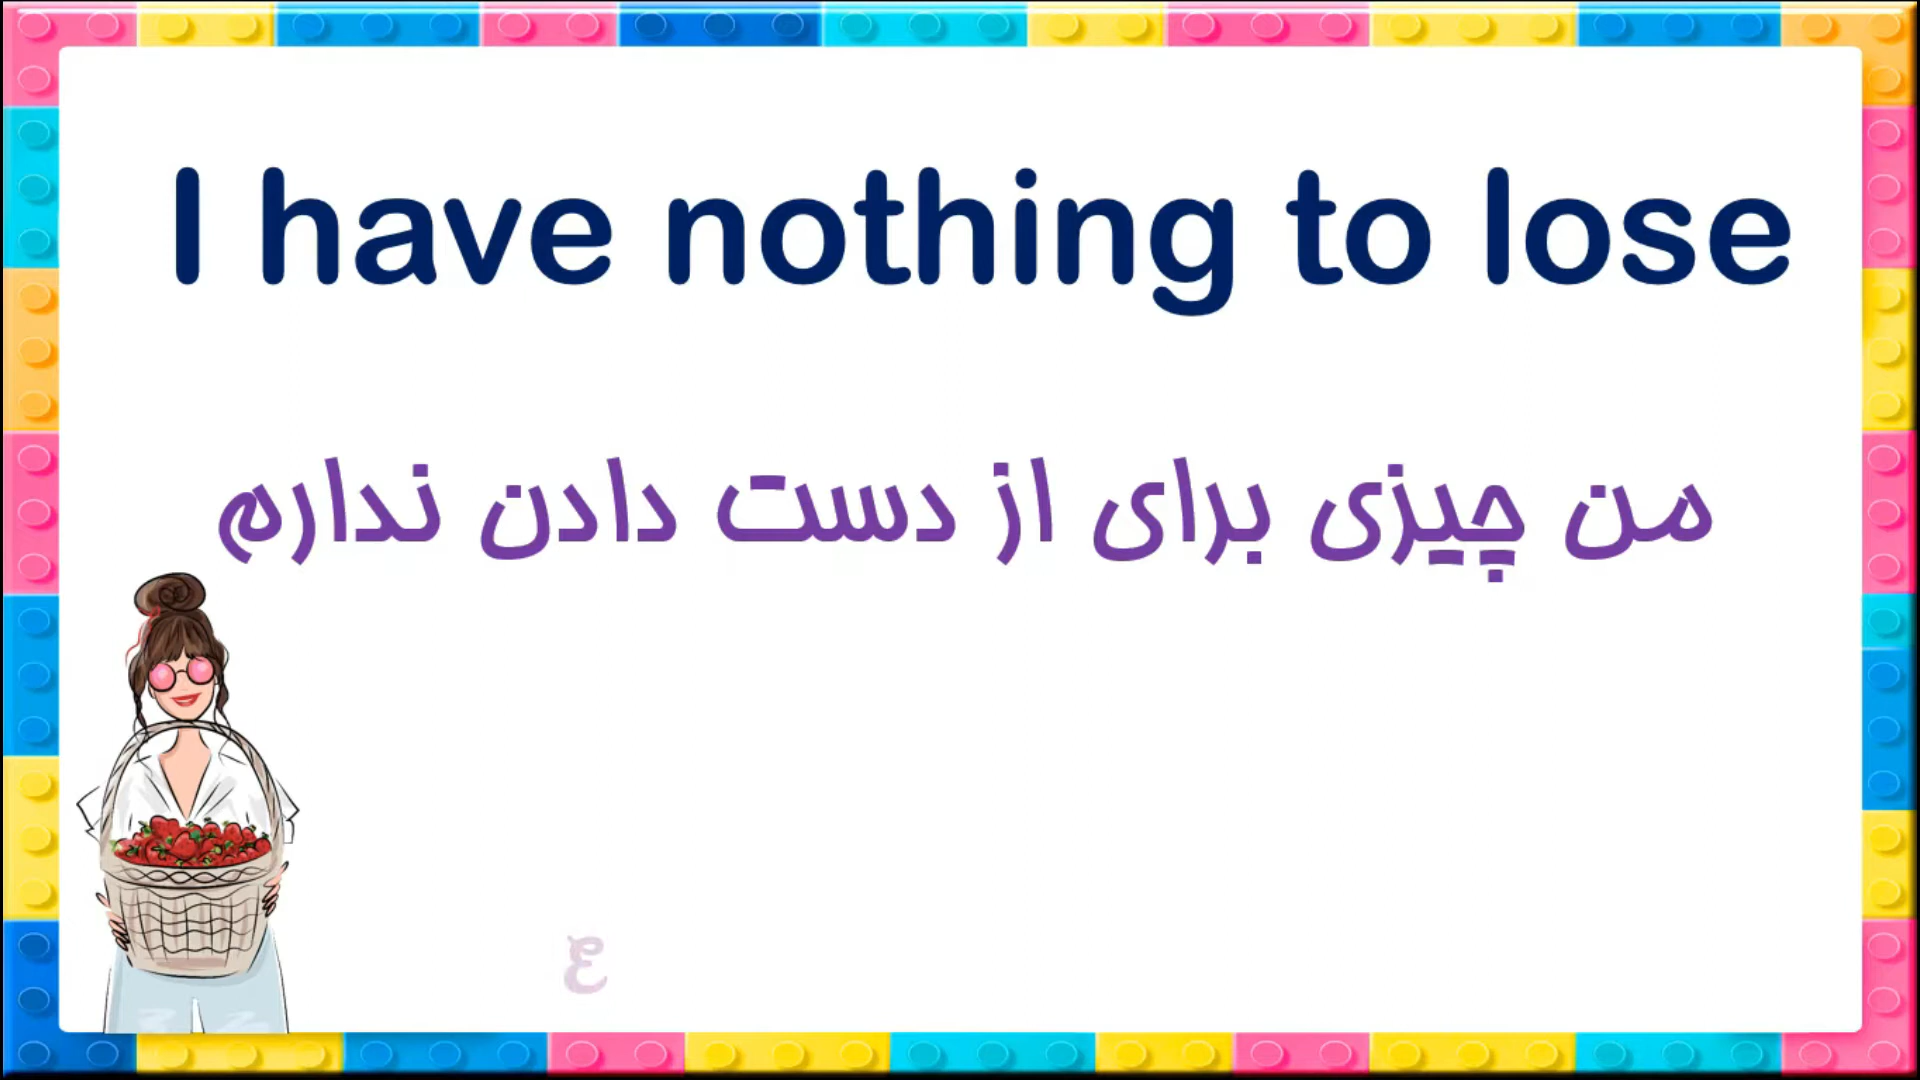 I have nothing to lose
من چیزی برای از دست دادن ندارم